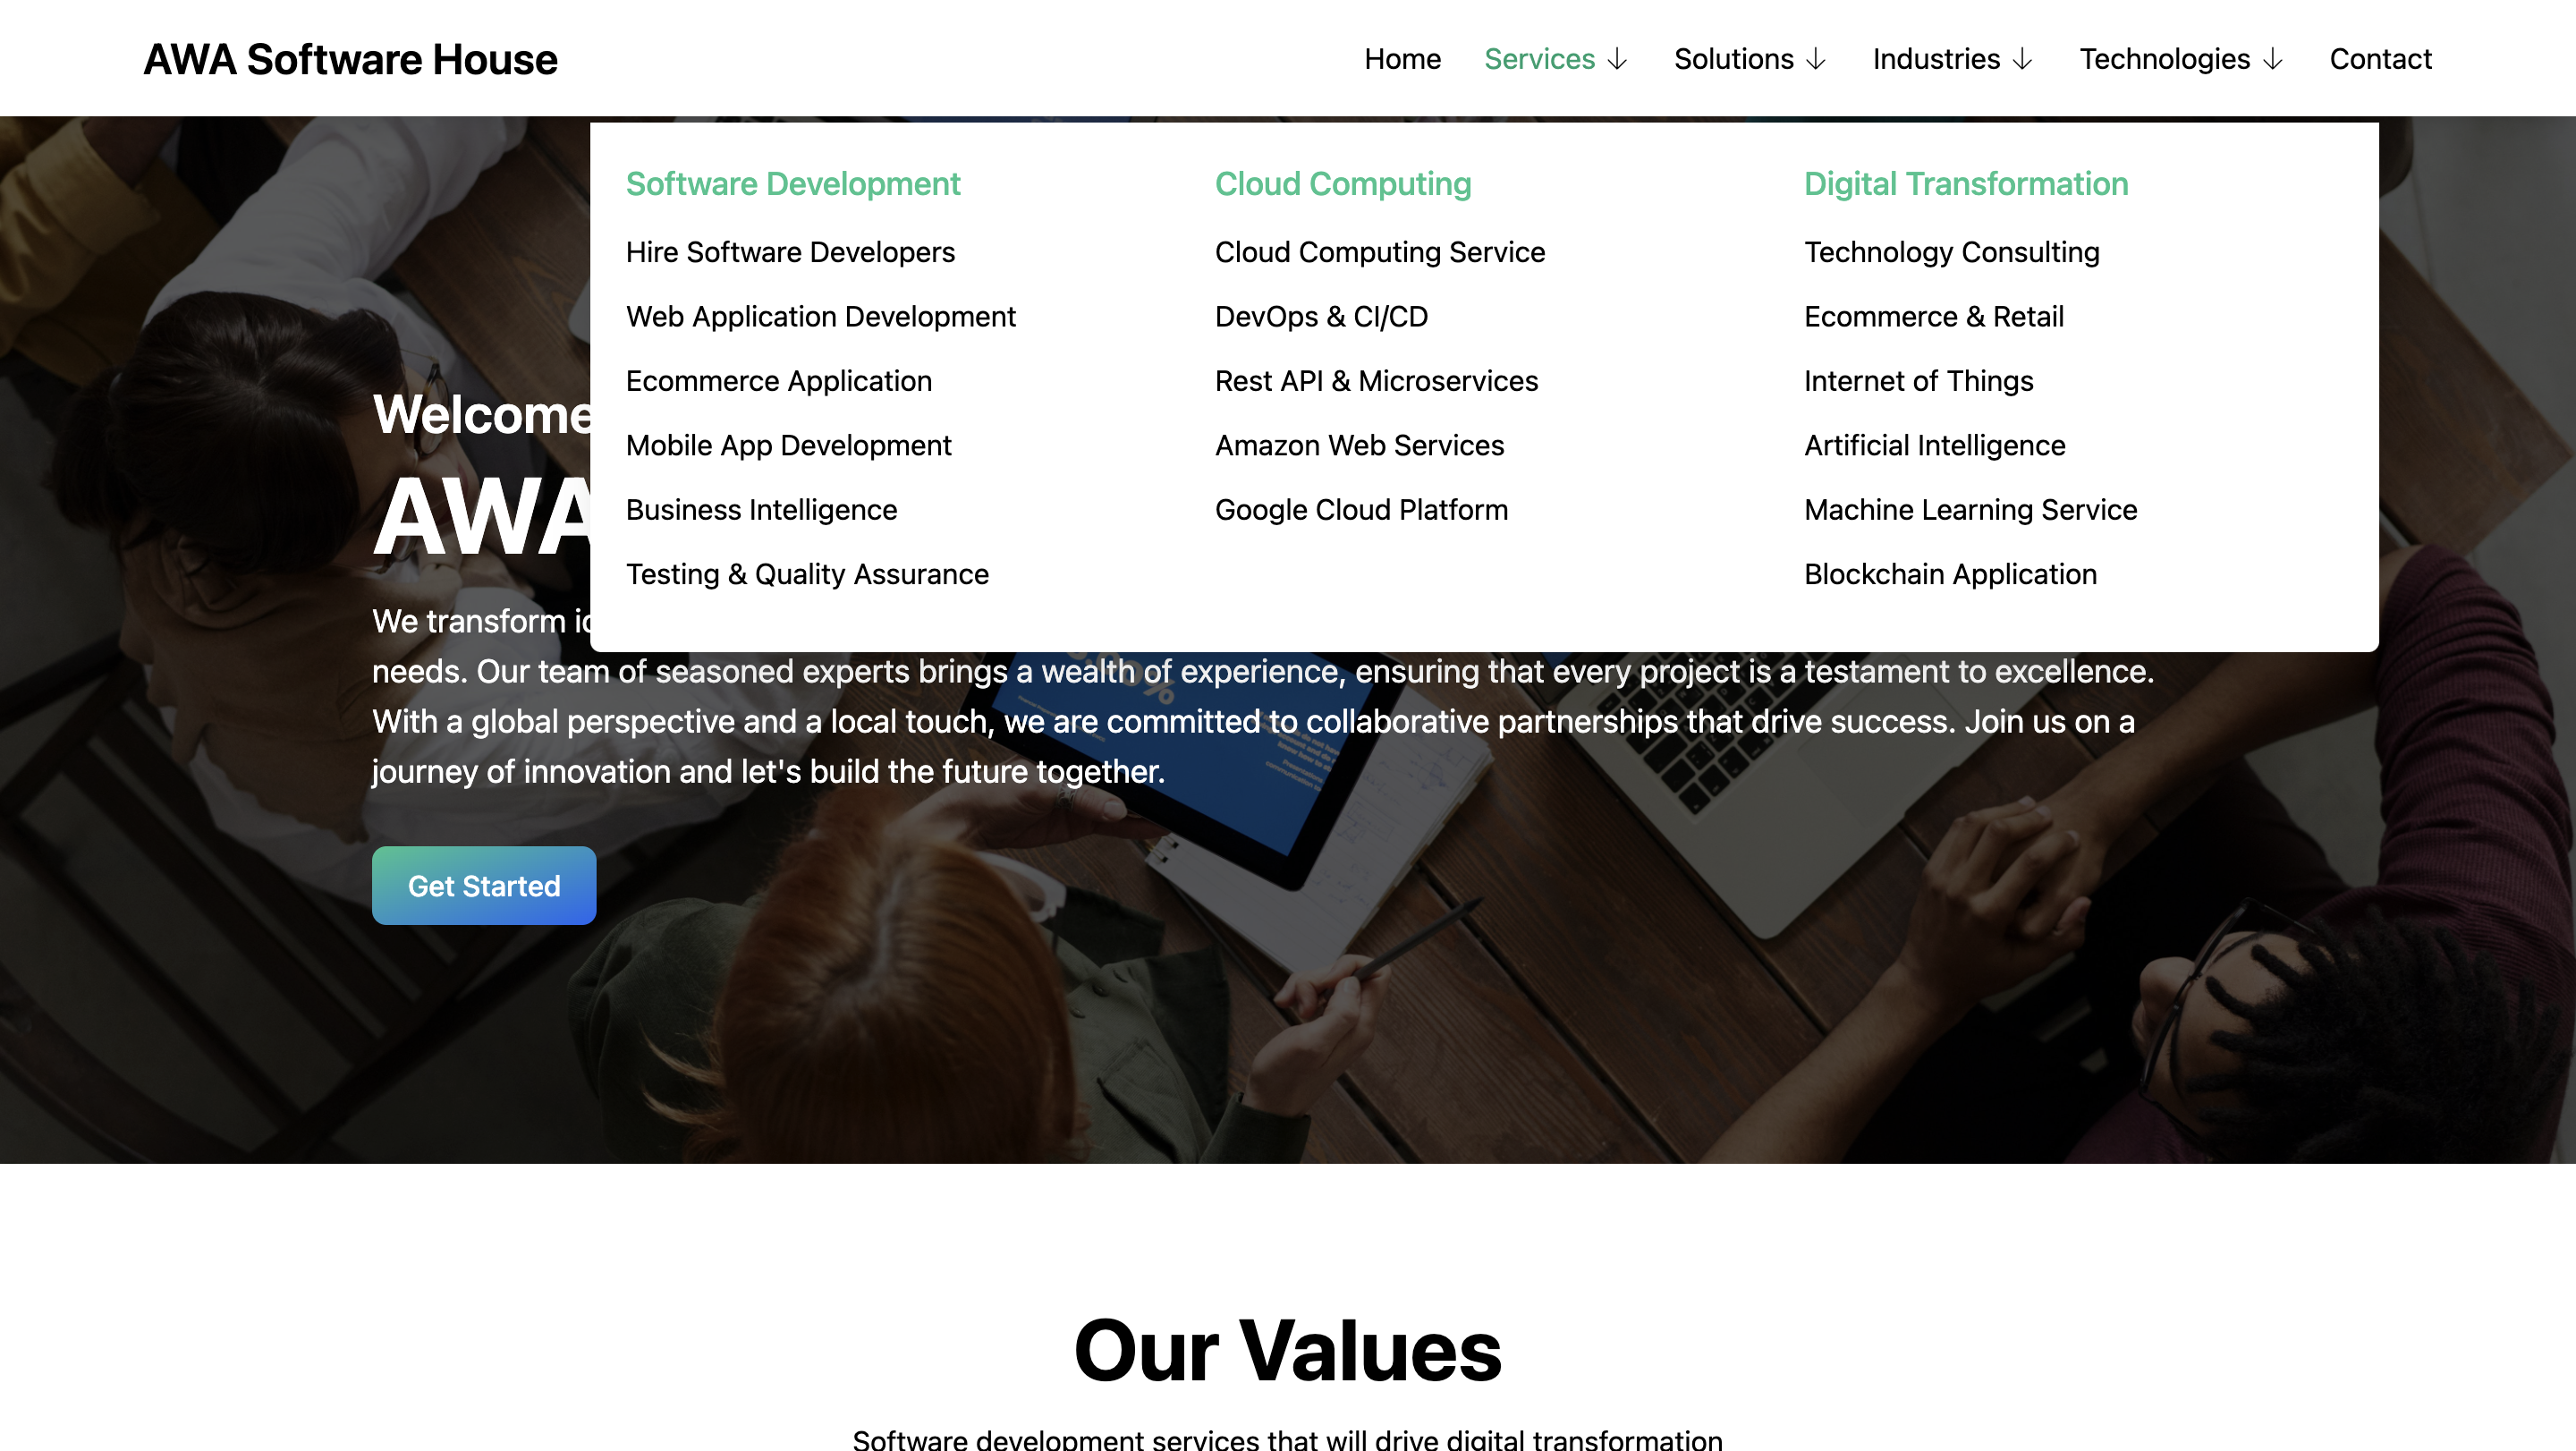 AWA Software House
Home Services Solutions Industries Technologies Contact
Software Development
Hire Software Developers
Web Application Development
Ecommerce Application
Mobile App Development
Business Intelligence
Testing & Quality Assurance
Cloud Computing
Cloud Computing Service
DevOps & CI/CD
Rest API & Microservices
Amazon Web Services
Google Cloud Platform
Digital Transformation
Technology Consulting
Ecommerce & Retail
Internet of Things
Artificial Intelligence
Machine Learning Service
Blockchain Application
Welcome
AWA
We transform
needs. Our team of seasoned experts brings a wealth of experience, ensuring that every project is a testament to excellence.
With a global perspective and a local touch, we are committed to collaborative partnerships that drive success. Join us on a
journey of innovation and let's build the future together.
Get Started
Our Values
Software development services that will drive digital transformation